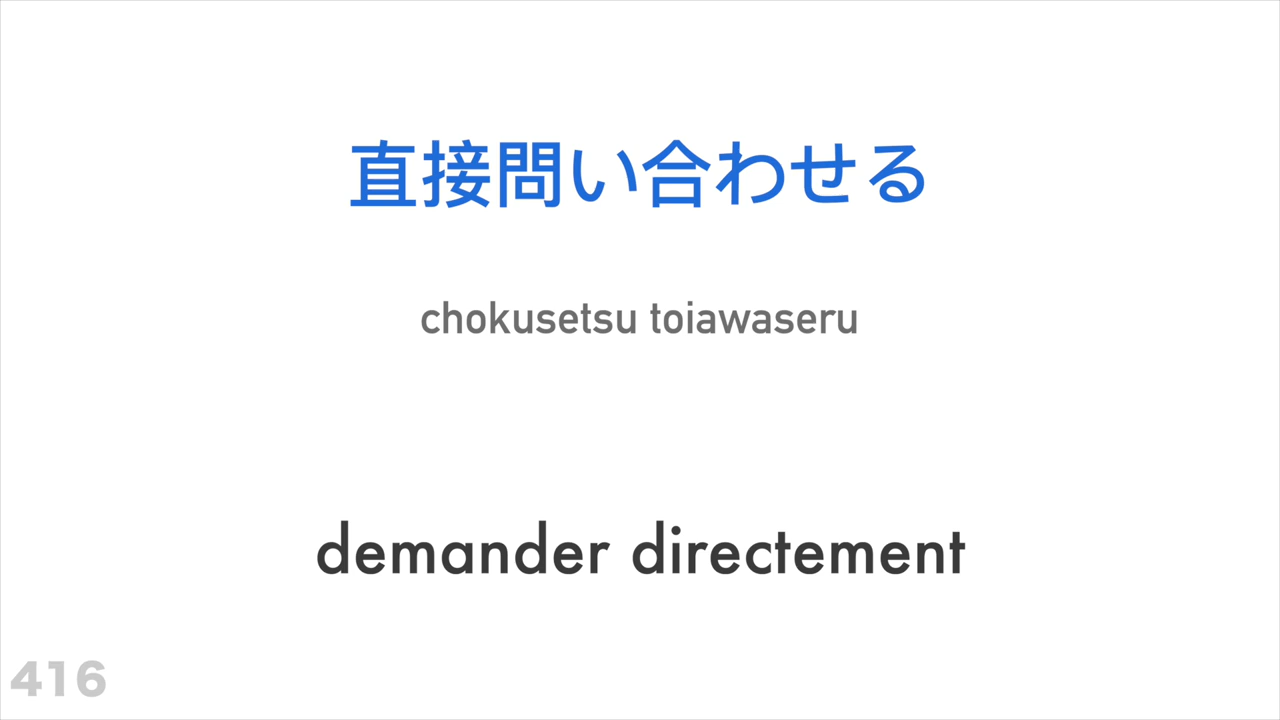 直接問い合わせる
chokusetsu toiawaseru
demander directement
416